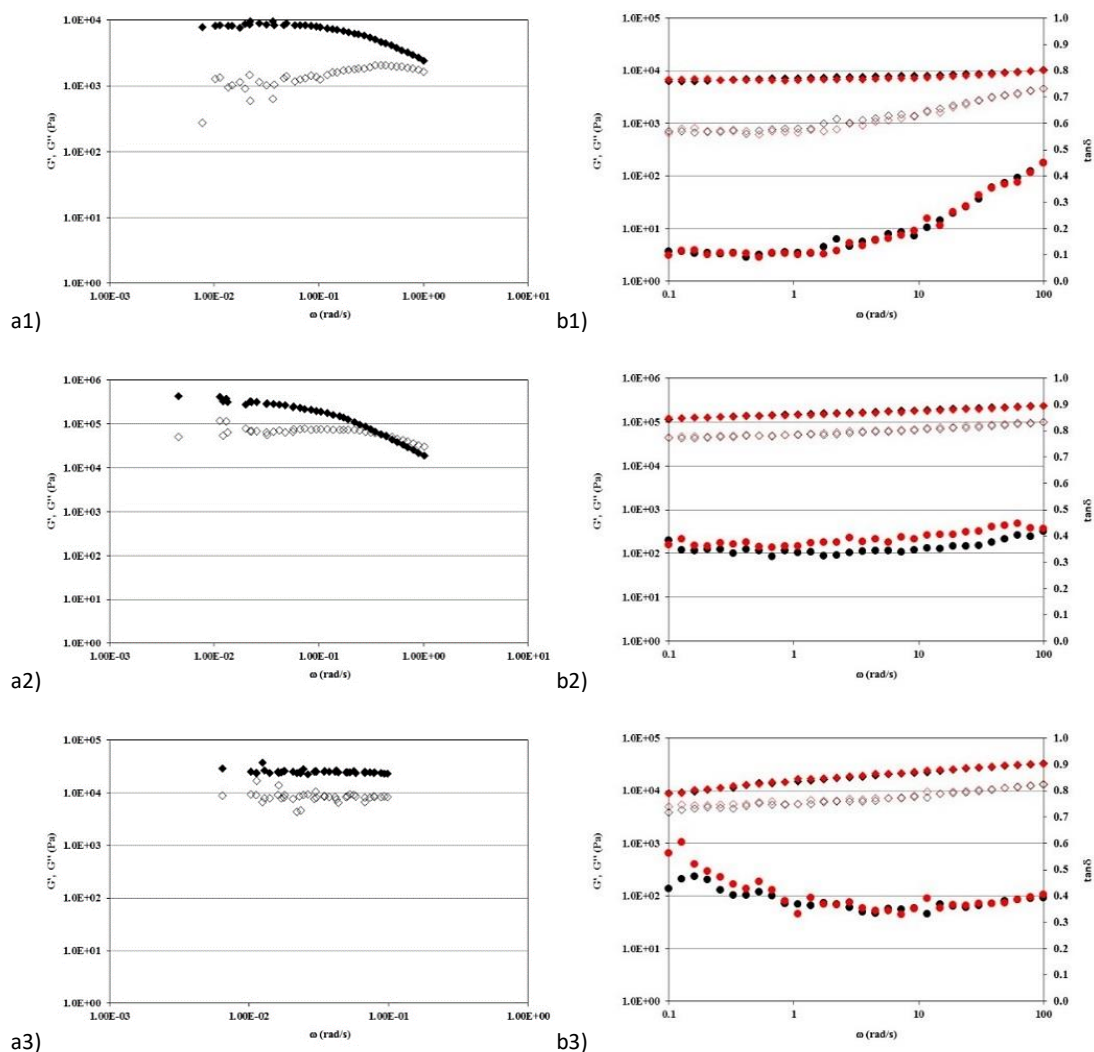 1.0E+04
1.0E+03
1.0E+02
1.0E+01
1.0E+00
G', G'' (Pa)
1.00E-03 1.00E-02 1.00E-01 1.00E+00 1.00E+01
ω (rad/s)
a1)
1.0E+05
1.0E+04
1.0E+03
1.0E+02
1.0E+01
1.0E+00
G', G'' (Pa)
1.0
0.9
0.8
0.7
0.6
0.5
0.4
0.3
0.2
0.1
0.0
tanδ
0.1 1 10 100
ω (rad/s)
b1)
1.0E+06
1.0E+05
1.0E+04
1.0E+03
1.0E+02
1.0E+01
1.0E+00
G', G'' (Pa)
1.00E-03 1.00E-02 1.00E-01 1.00E+00 1.00E+01
ω (rad/s)
a2)
1.0E+06
1.0E+05
1.0E+04
1.0E+03
1.0E+02
1.0E+01
1.0E+00
G', G'' (Pa)
1.0
0.9
0.8
0.7
0.6
0.5
0.4
0.3
0.2
0.1
0.0
tanδ
0.1 1 10 100
ω (rad/s)
b2)
1.0E+05
1.0E+04
1.0E+03
1.0E+02
1.0E+01
1.0E+00
G', G'' (Pa)
1.00E-03 1.00E-02 1.00E-01 1.00E+00
ω (rad/s)
a3)
1.0E+05
1.0E+04
1.0E+03
1.0E+02
1.0E+01
1.0E+00
G', G'' (Pa)
1.0
0.9
0.8
0.7
0.6
0.5
0.4
0.3
0.2
0.1
0.0
tanδ
0.1 1 10 100
ω (rad/s)
b3)